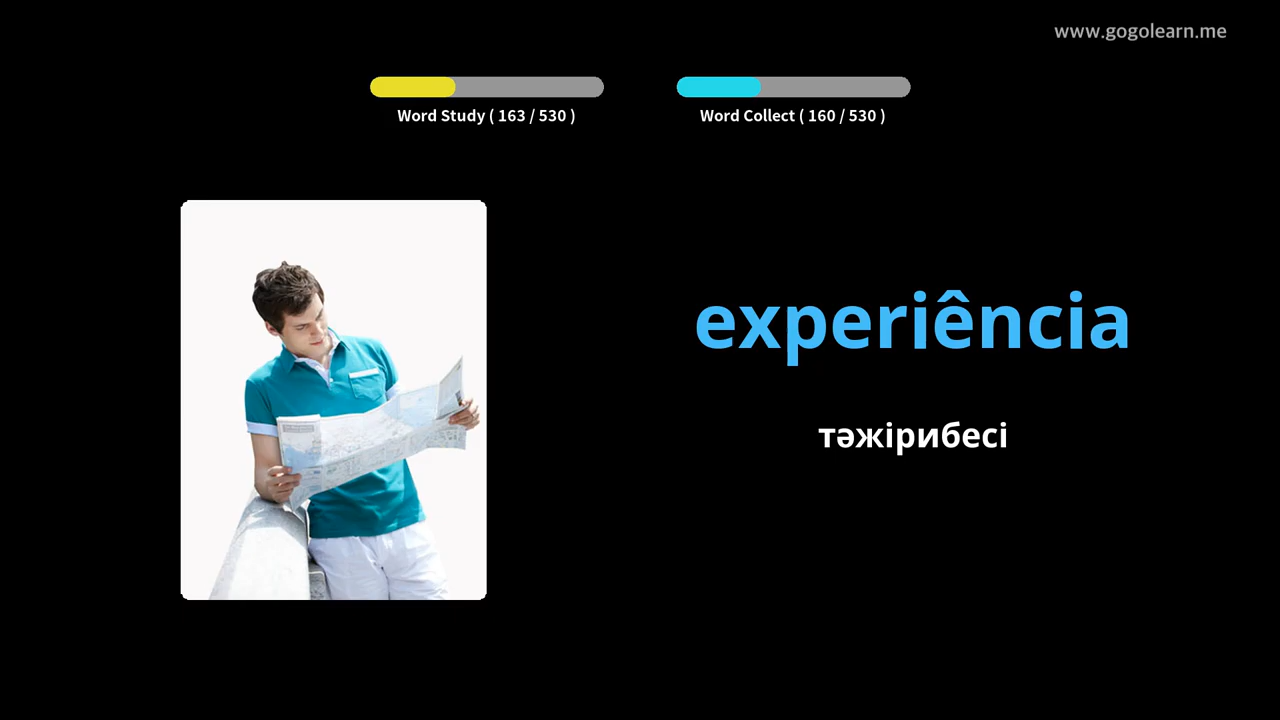 www.gogolearn.me
Word Study ( 163 / 530 )
Word Collect ( 160 / 530 )
experiência
тәжірибесі